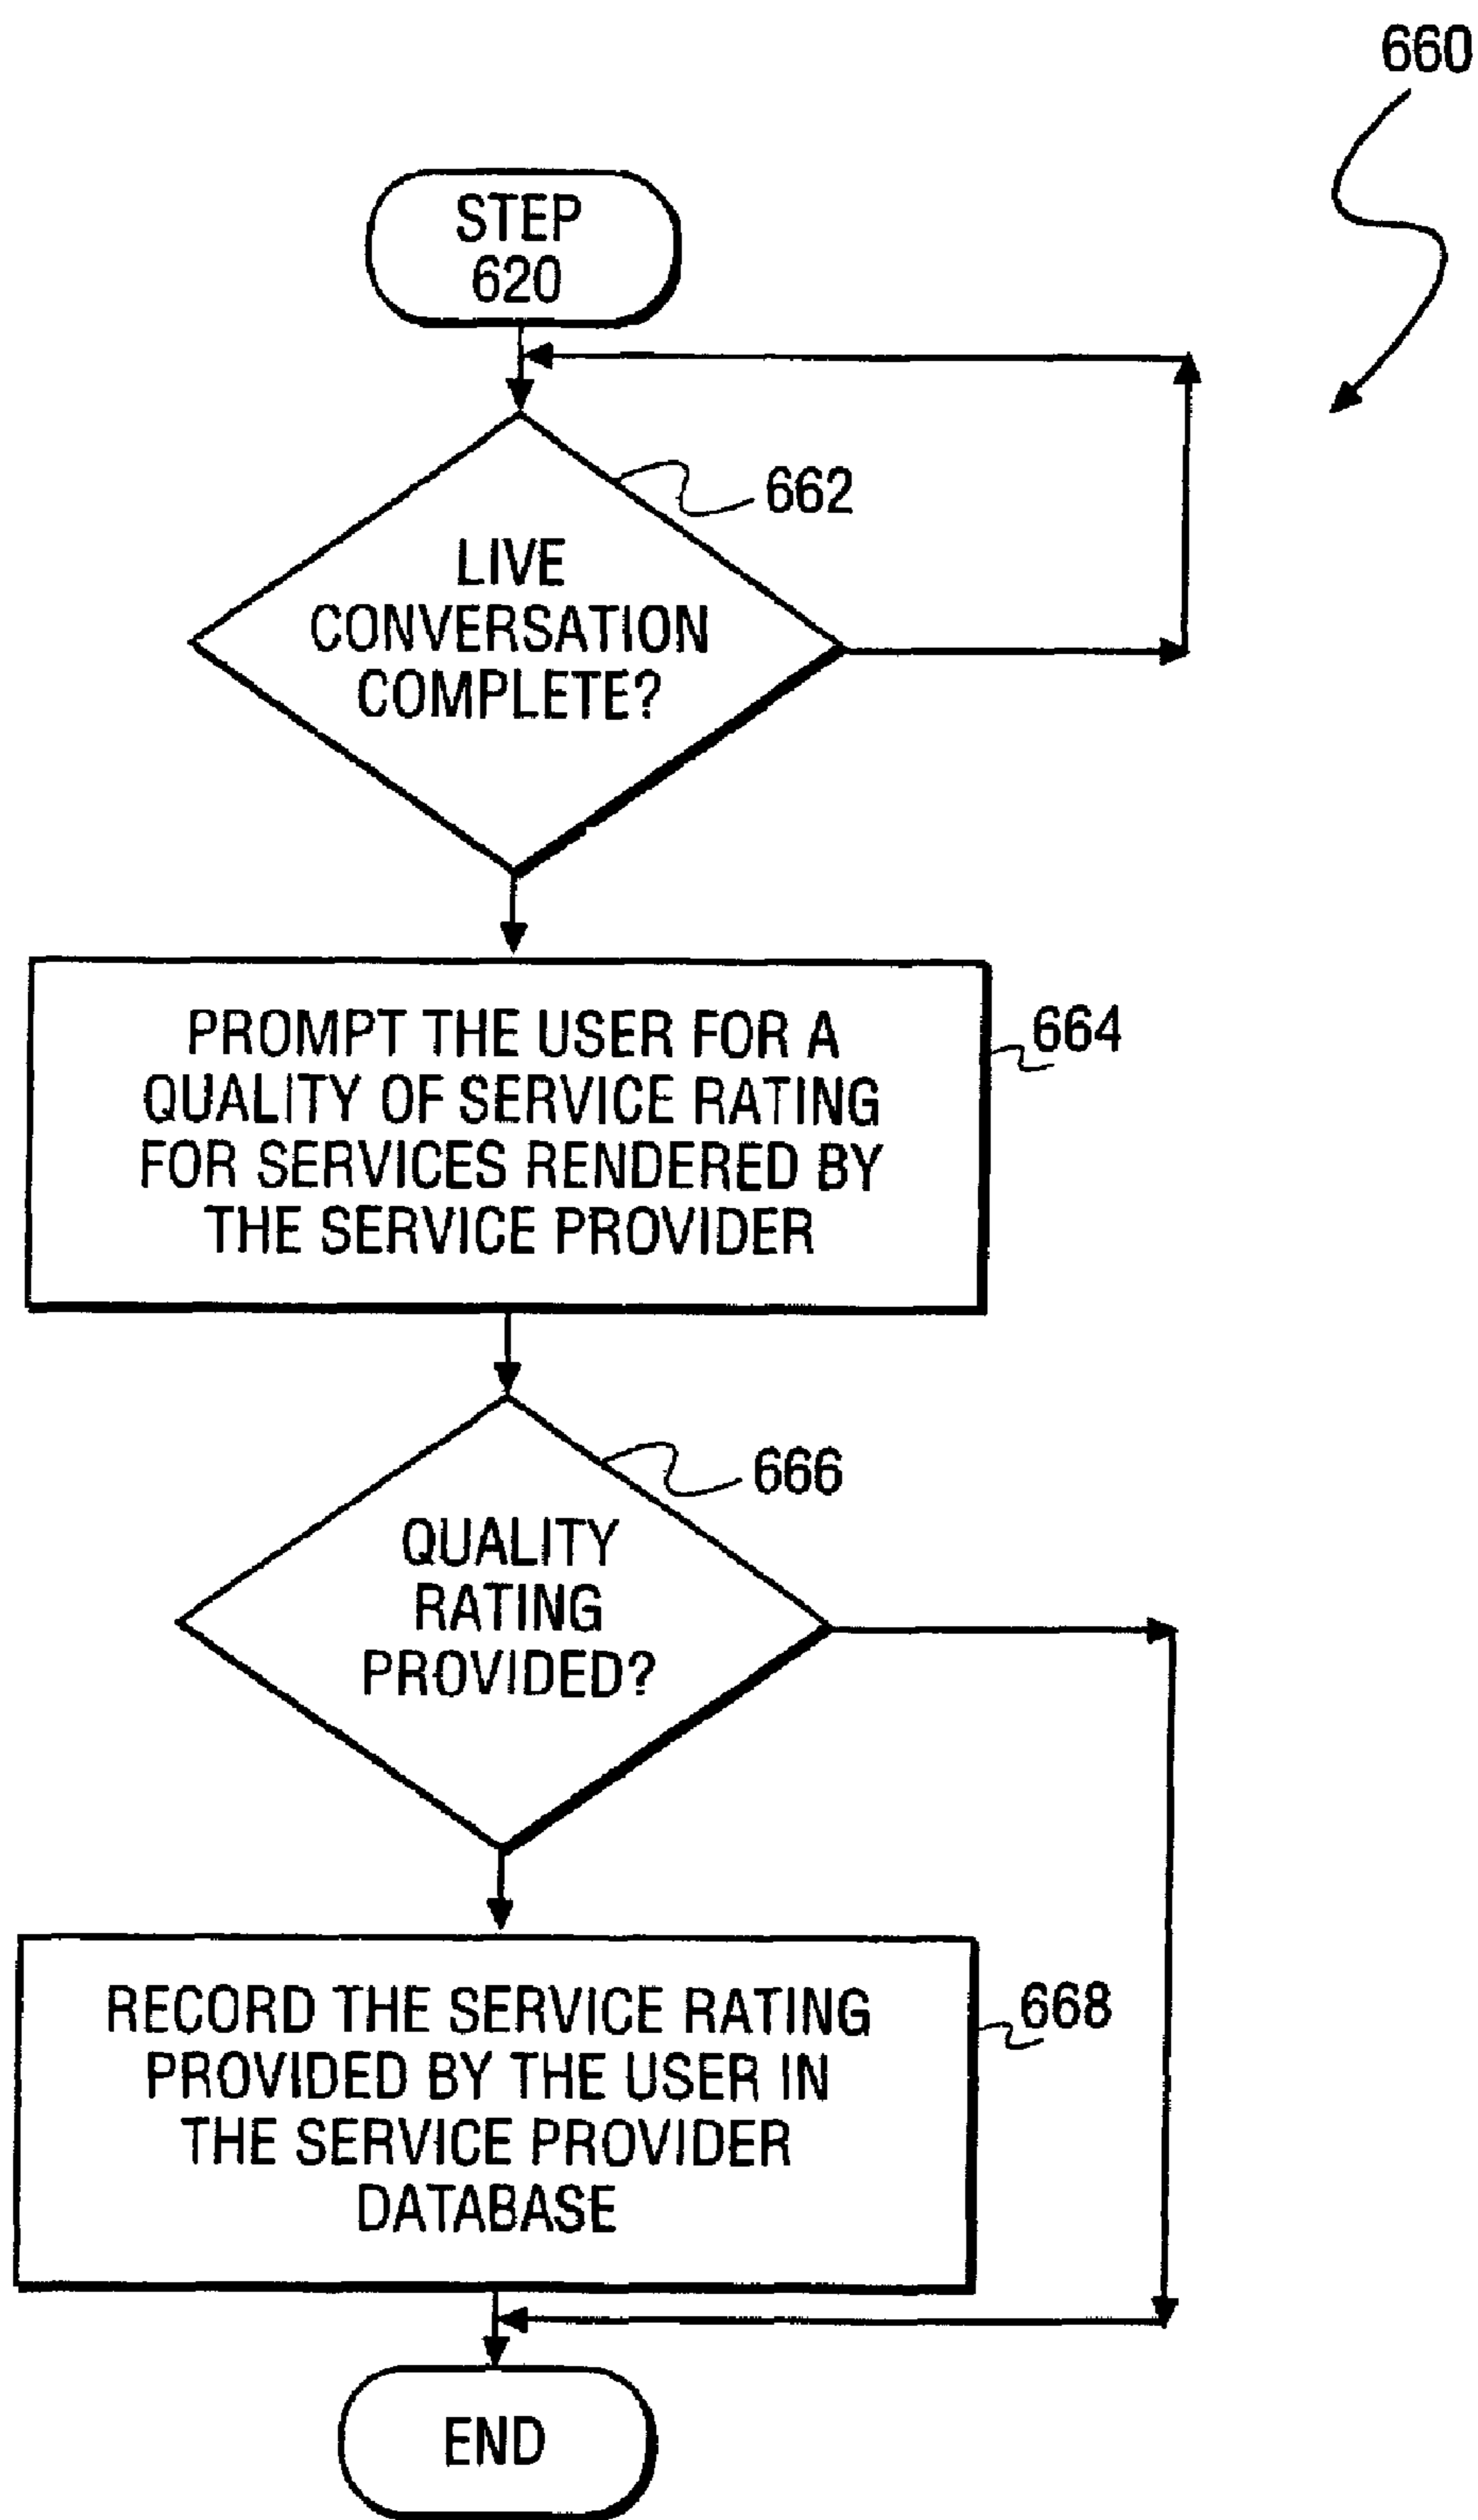 660
STEP
620
662
LIVE
CONVERSATION
COMPLETE?
PROMPT THE USER FOR A
QUALITY OF SERVICE RATING
FOR SERVICES RENDERED BY
THE SERVICE PROVIDER
664
666
QUALITY
RATING
PROVIDED?
RECORD THE SERVICE RATING
PROVIDED BY THE USER IN
THE SERVICE PROVIDER
DATABASE
668
END